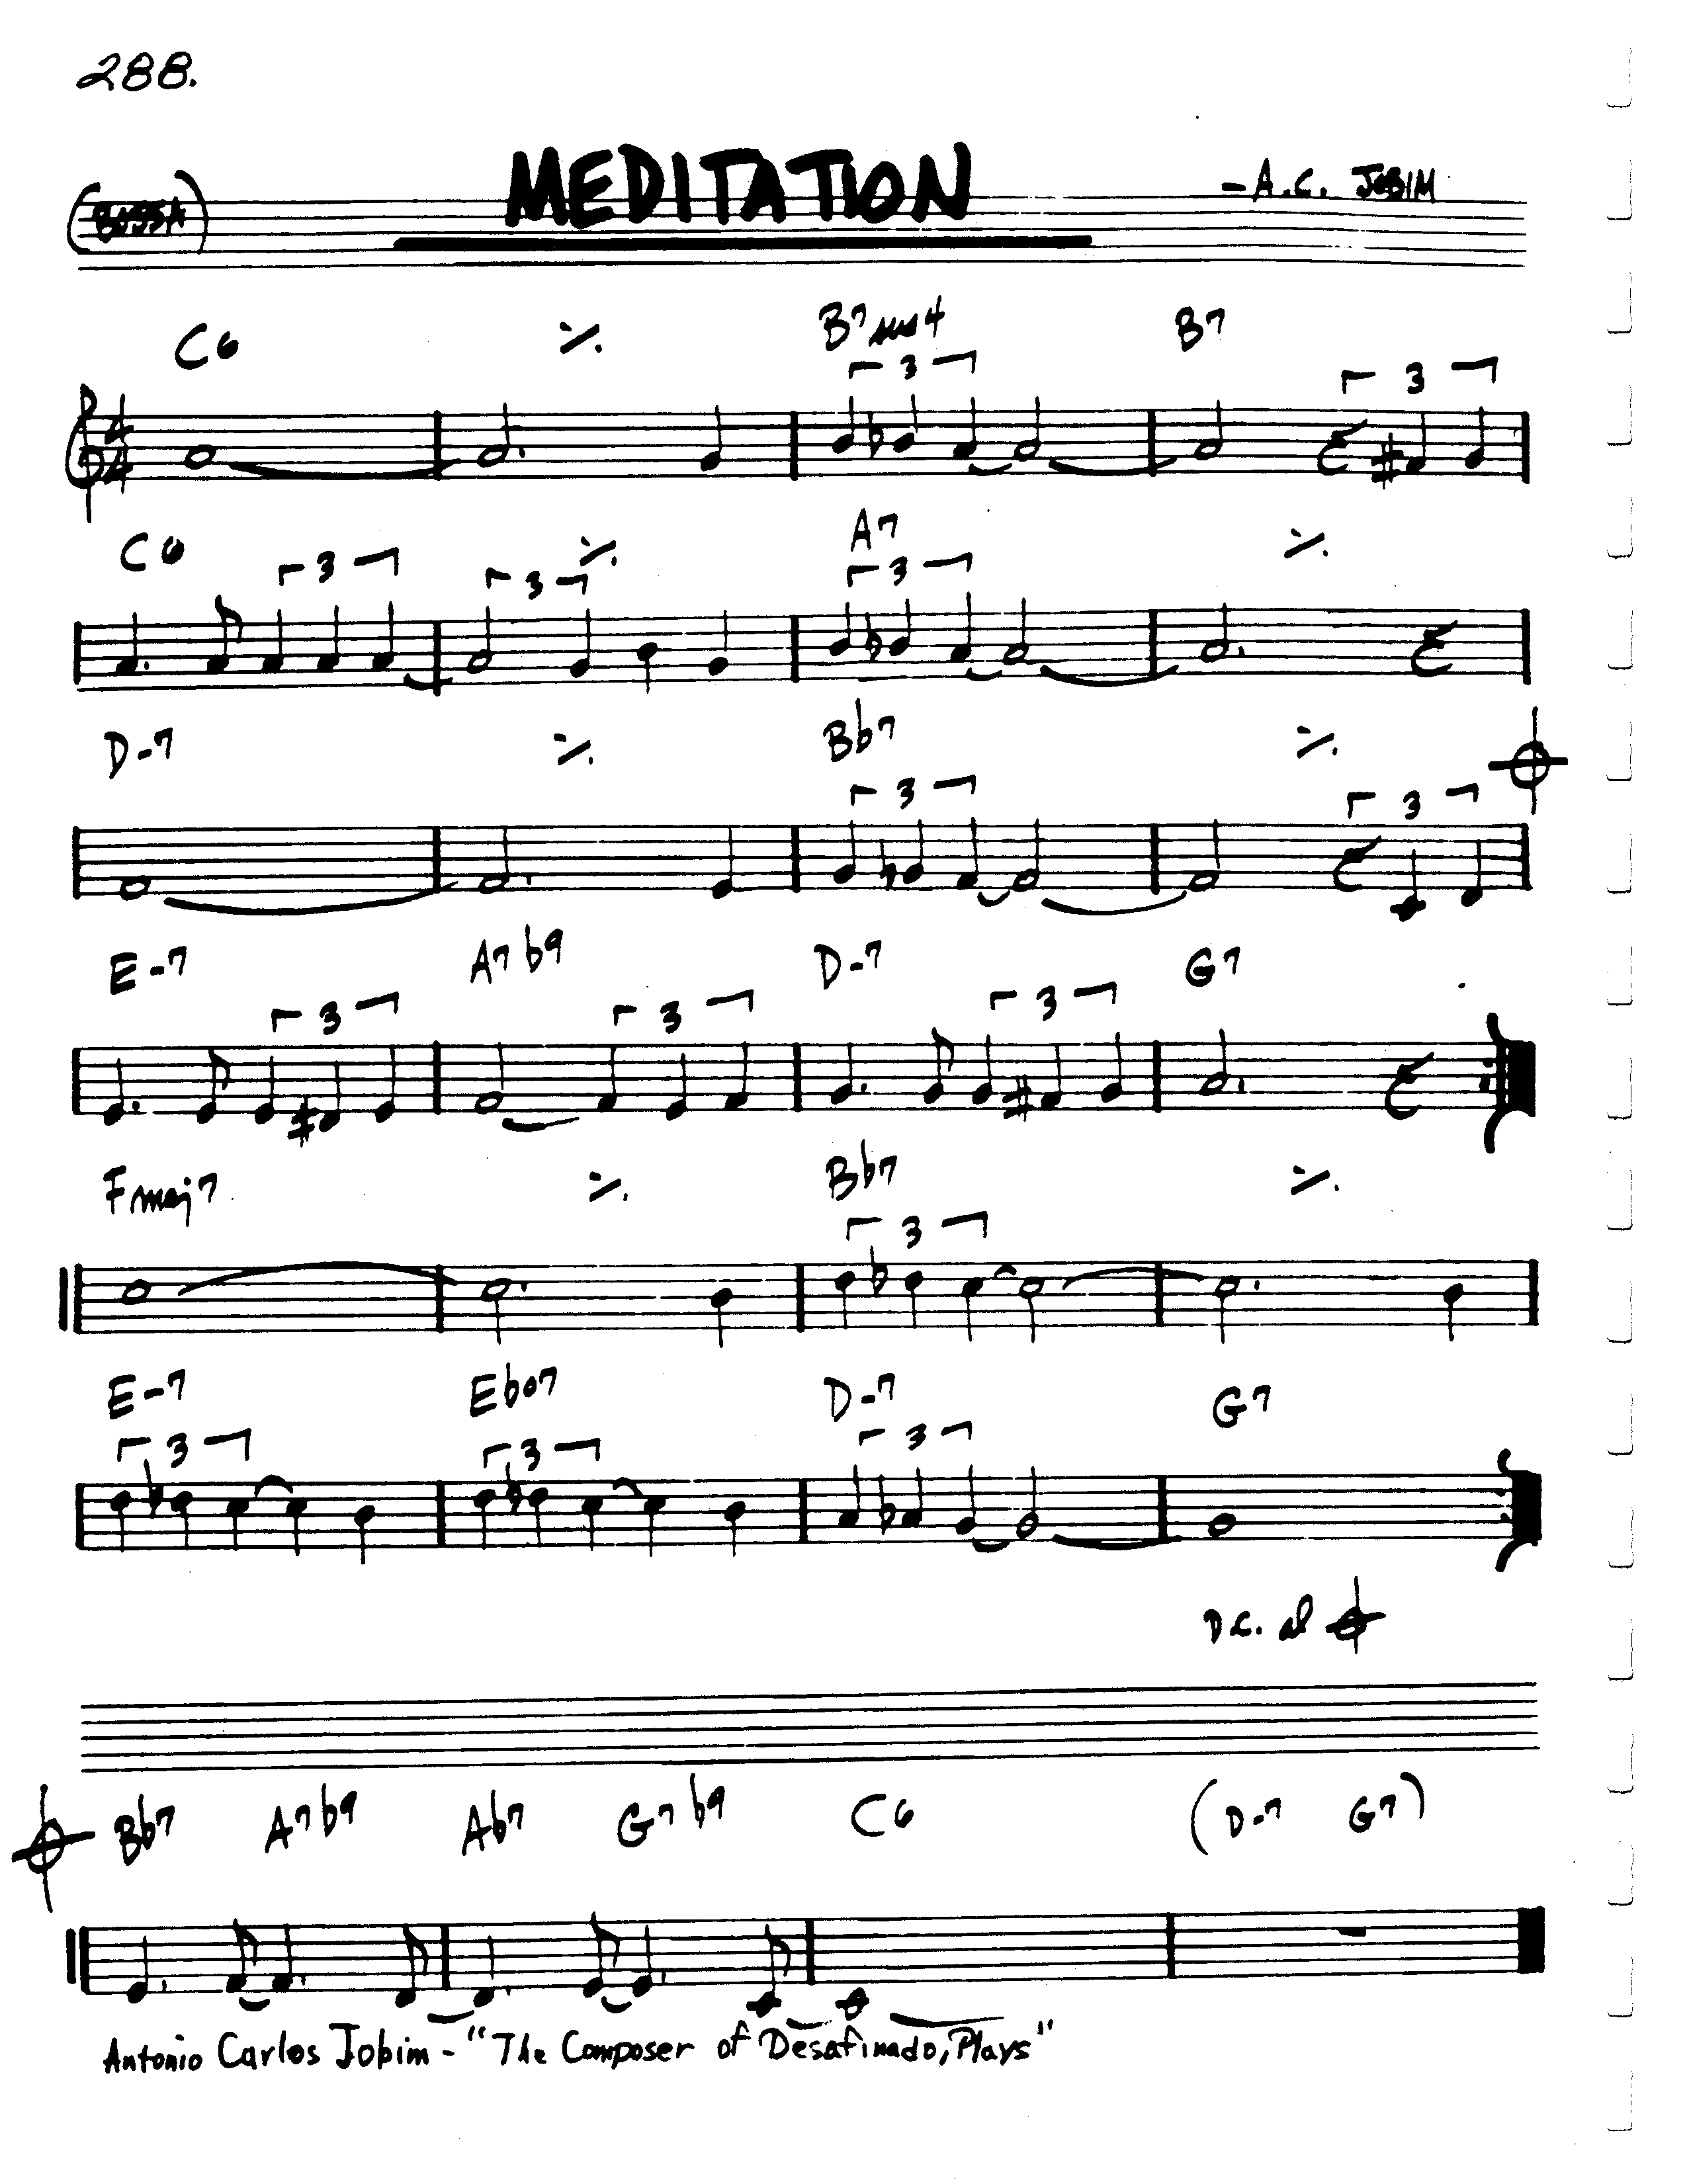 288.
MEDITATION
(BOSSA)
- A.C. JOBIM
C6 ٪ B7sus4 B7
3 3
4
4
C6 ٪ A7 ٪
3 3 3
D-7 ٪ Bb7 ٪
3 3
E-7 A7b9 D-7 G7
3 3 3
Fmaj7 ٪ Bb7 ٪
3
E-7 Ebo7 D-7 G7
3 3 3
D.C. al
Bb7 A7b9 Ab7 G7b9 C6 (D-7 G7)
Antonio Carlos Jobim - "The Composer of Desafinado, Plays"